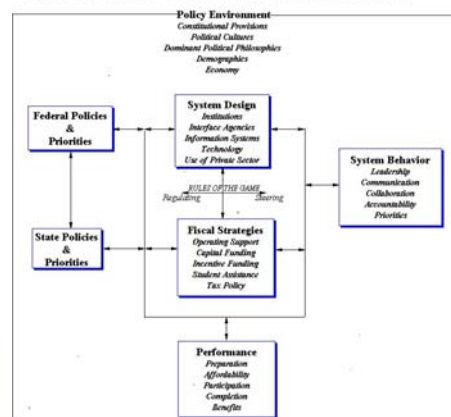 Policy Environment
Constitutional Provisions
Political Cultures
Dominant Political Philosophies
Demographics
Economy
Federal Policies
&
Priorities
System Design
Institutions
Interface Agencies
Information Systems
Technology
Use of Private Sector
System Behavior
Leadership
Communication
Collaboration
Accountability
Priorities
RULES OF THE GAME
Regulating
Steering
State Policies
&
Priorities
Fiscal Strategies
Operating Support
Capital Funding
Incentive Funding
Student Assistance
Tax Policy
Performance
Preparation
Affordability
Participation
Completion
Benefits